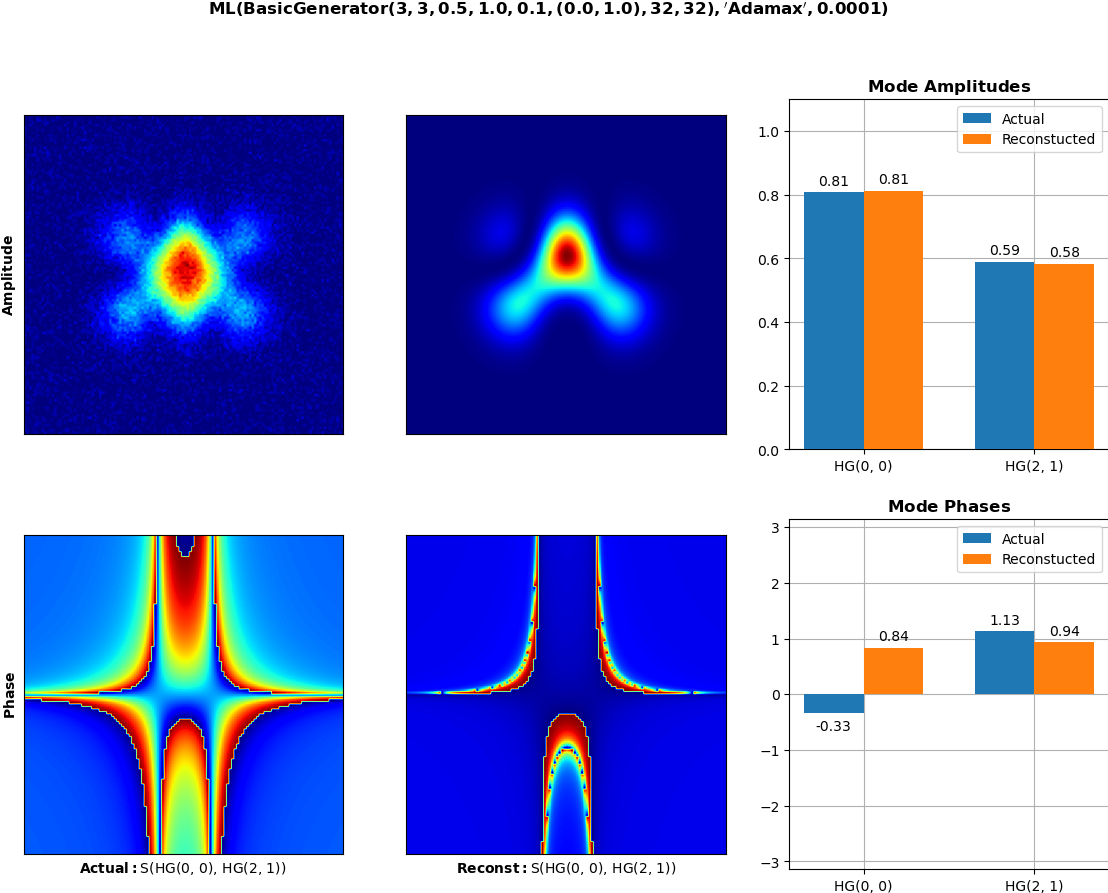 ML(BasicGenerator(3, 3, 0.5, 1.0, 0.1, (0.0, 1.0), 32, 32), ′Adamax′, 0.0001)
Amplitude
Mode Amplitudes
Actual
Reconstucted
1.0
0.8
0.6
0.4
0.2
0.0
0.81
0.81
0.59
0.58
HG(0, 0)
HG(2, 1)
Phase
Actual: S(HG(0, 0), HG(2, 1))
Reconst: S(HG(0, 0), HG(2, 1))
Mode Phases
Actual
Reconstucted
3
2
1
0
−1
−2
−3
-0.33
0.84
1.13
0.94
HG(0, 0)
HG(2, 1)